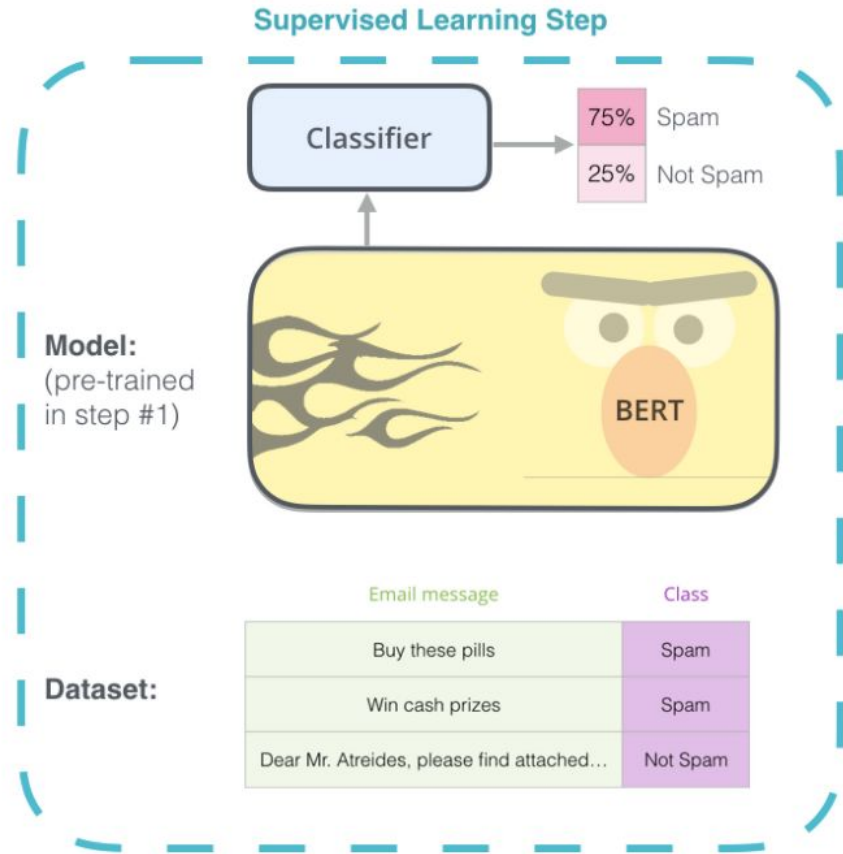 Supervised Learning Step
Classifier
75% Spam
25% Not Spam
Model:
(pre-trained
in step #1)
BERT
Email message Class
Buy these pills Spam
Dataset:
Win cash prizes Spam
Dear Mr. Atreides, please find attached... Not Spam